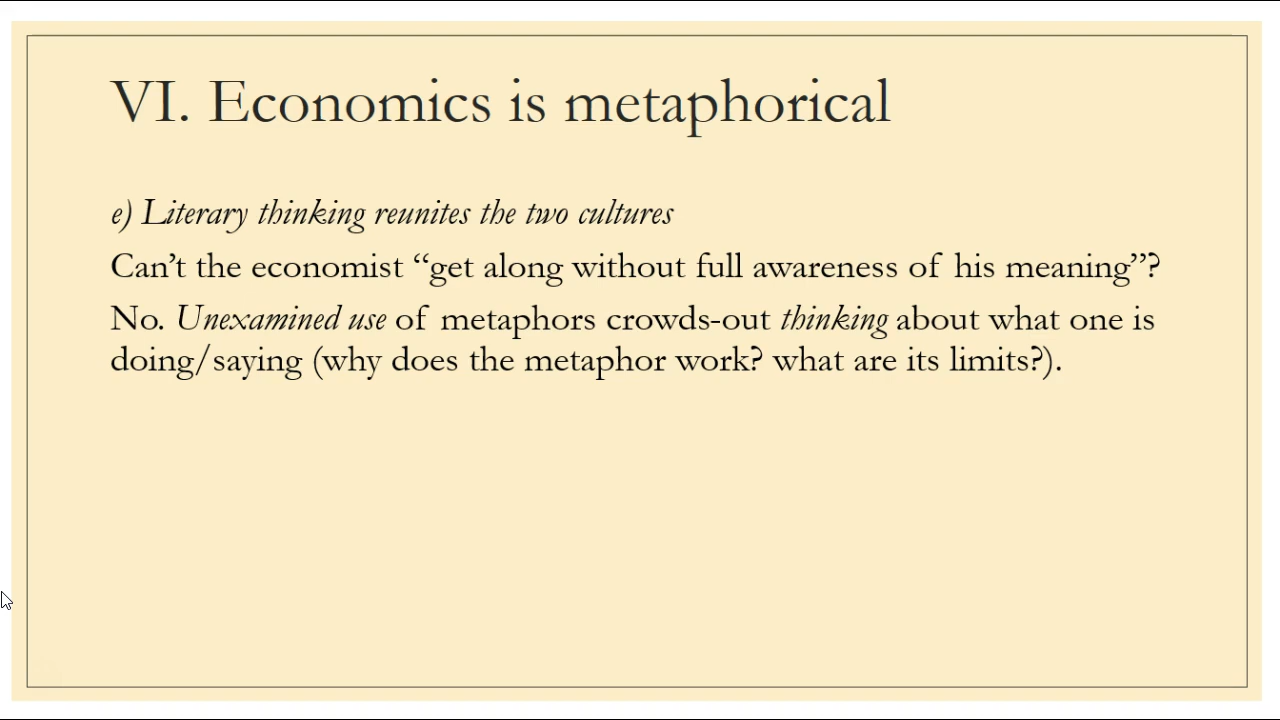 VI. Economics is metaphorical
e) Literary thinking reunites the two cultures
Can’t the economist “get along without full awareness of his meaning”?
No. Unexamined use of metaphors crowds-out thinking about what one is
doing/saying (why does the metaphor work? what are its limits?).